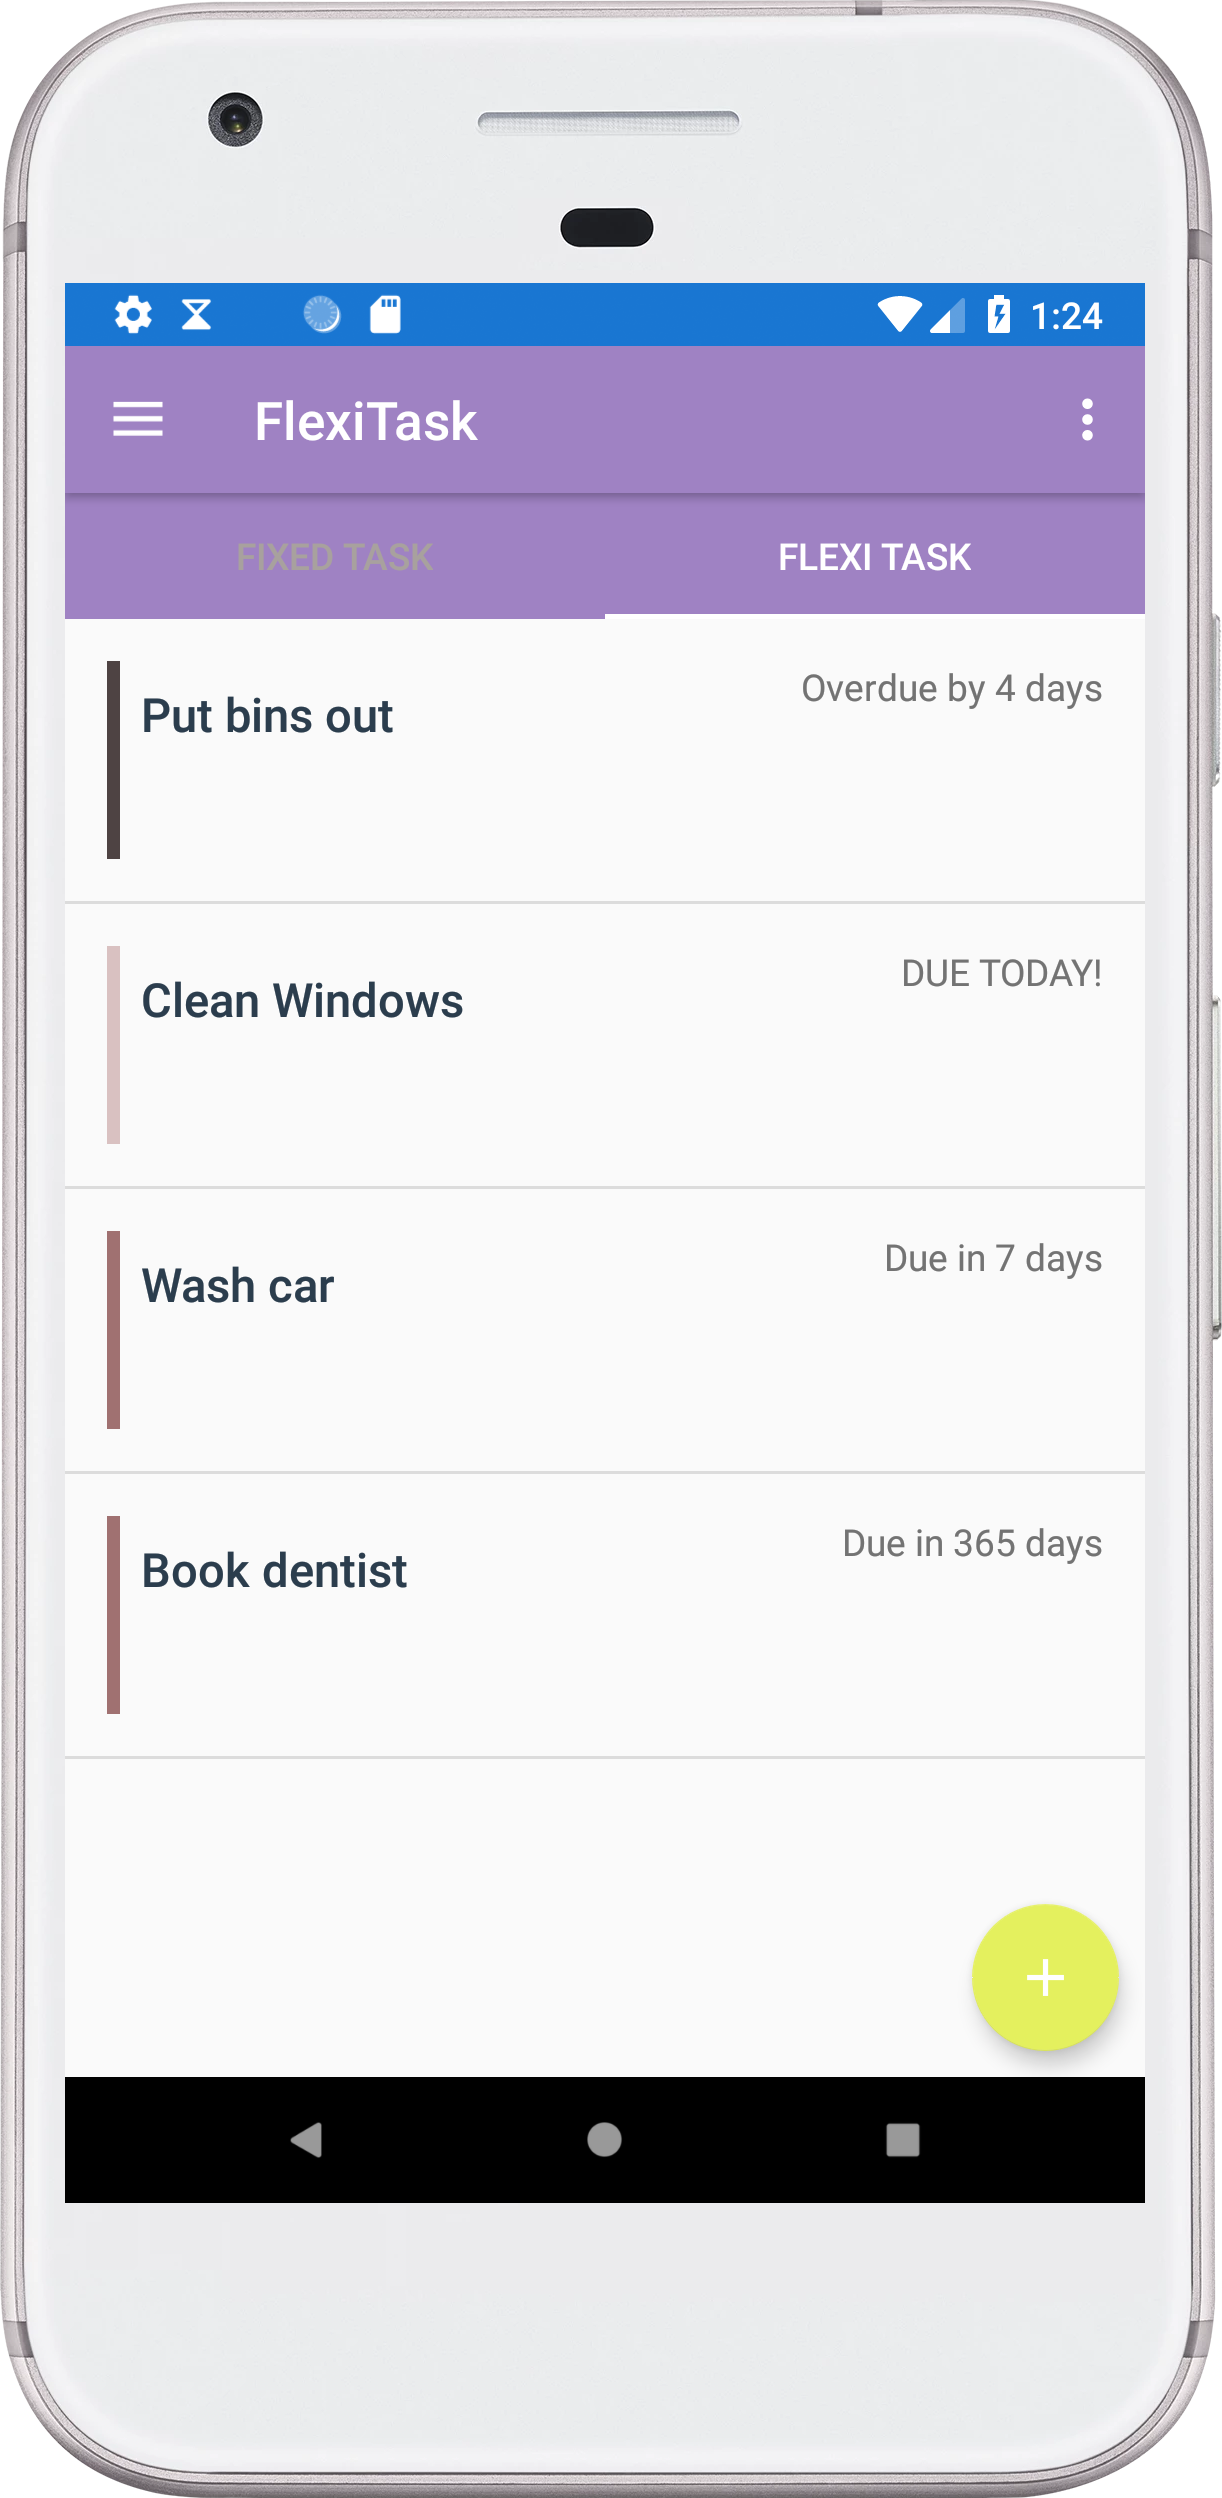 1:24
FlexiTask
FIXED TASK
FLEXI TASK
Put bins out
Overdue by 4 days
Clean Windows
DUE TODAY!
Wash car
Due in 7 days
Book dentist
Due in 365 days